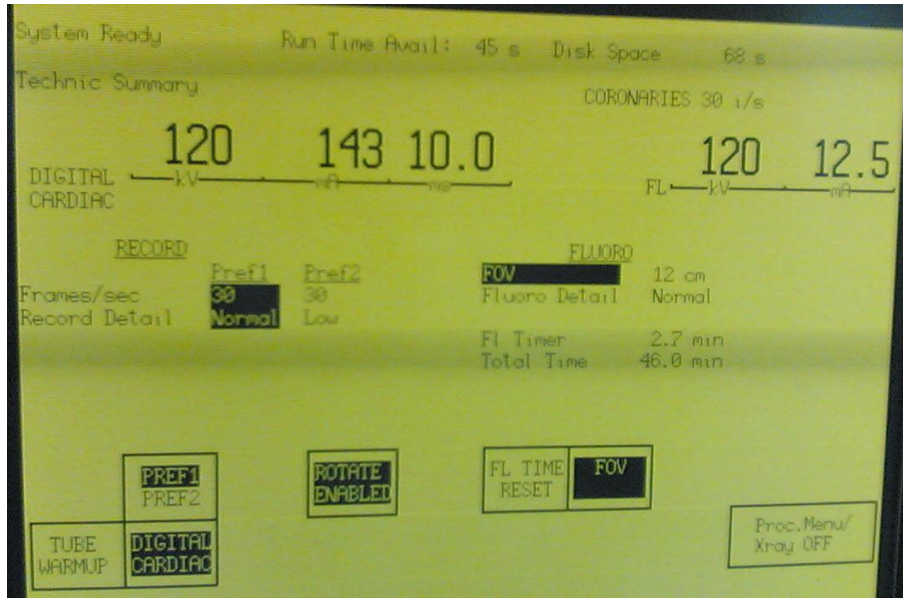 System Ready Run Time Avail: 45 s Disk Space 68 s
Technic Summary
CORONARIES 30 i/s
120 143 10.0 120 12.5
DIGITAL kV mA ms FL kV mA
CARDIAC
RECORD FLUORO
Pref1 Pref2 FOV 12 cm
Frames/sec 30 30 Fluoro Detail Normal
Record Detail Normal Low
Fl Timer 2.7 min
Total Time 46.0 min
PREF1 ROTATE FL TIME FOV
PREF2 ENABLED RESET
TUBE DIGITAL Proc.Menu/
WARMUP CARDIAC Xray OFF